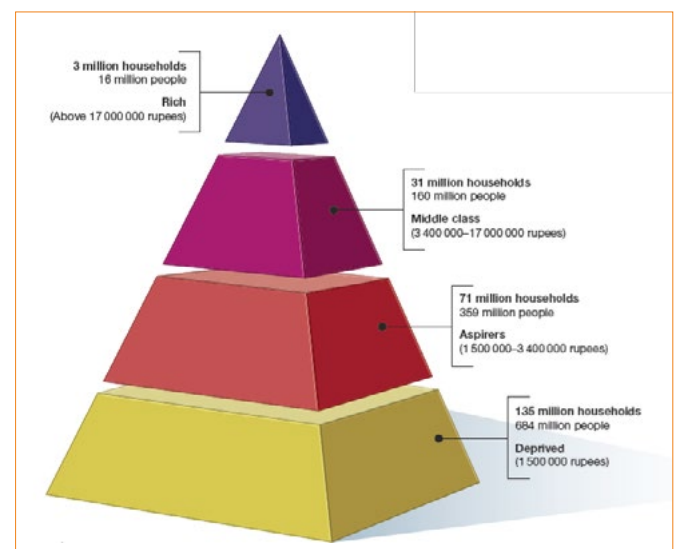 3 million households
16 million people
Rich
(Above 17 000 000 rupees)
31 million households
160 million people
Middle class
(3 400 000–17 000 000 rupees)
71 million households
359 million people
Aspirers
(1 500 000–3 400 000 rupees)
135 million households
684 million people
Deprived
(1 500 000 rupees)